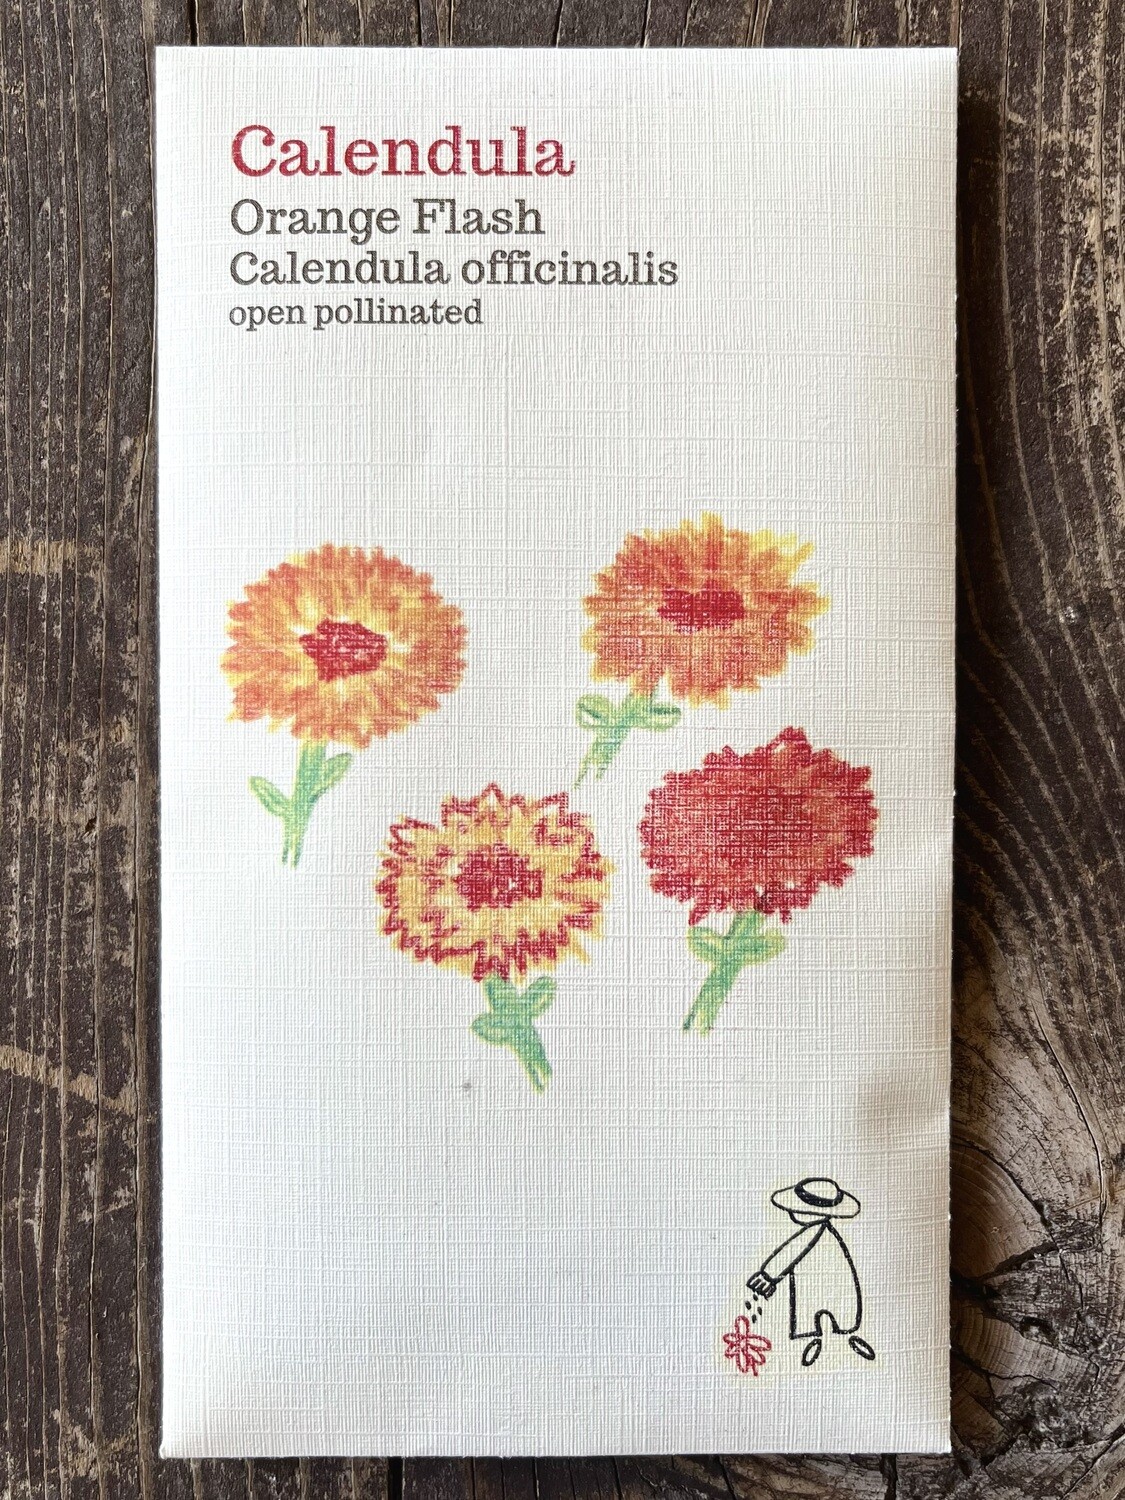 Calendula
Orange Flash
Calendula officinalis
open pollinated